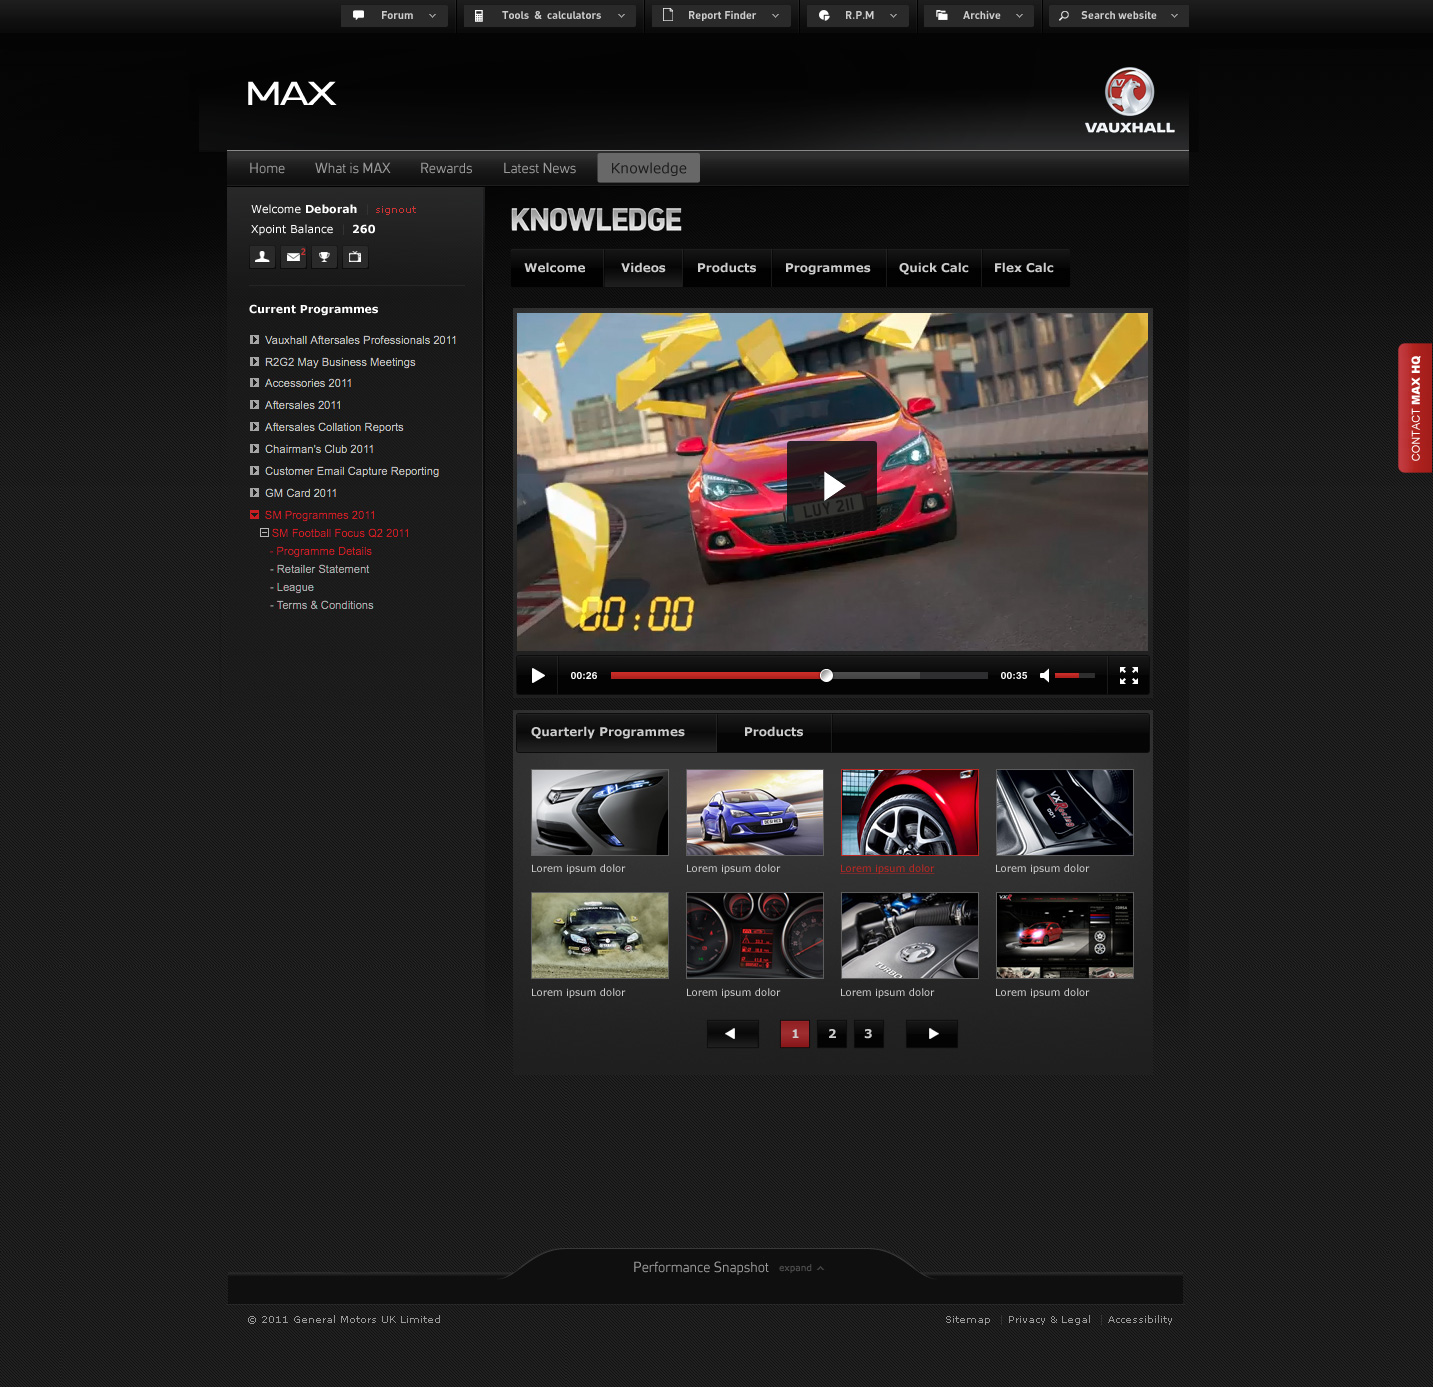 Forum
Tools & calculators
Report Finder
R.P.M
Archive
Search website
MAX
VAUXHALL
Home
What is MAX
Rewards
Latest News
Knowledge
Welcome Deborah
signout
Xpoint Balance
260
2
Current Programmes
Vauxhall Aftersales Professionals 2011
R2G2 May Business Meetings
Accessories 2011
Aftersales 2011
Aftersales Collation Reports
Chairman's Club 2011
Customer Email Capture Reporting
GM Card 2011
SM Programmes 2011
SM Football Focus Q2 2011
- Programme Details
- Retailer Statement
- League
- Terms & Conditions
KNOWLEDGE
Welcome
Videos
Products
Programmes
Quick Calc
Flex Calc
LUY 211
00:00
00:26
00:35
CONTACT MAX HQ
Quarterly Programmes
Products
VXRacing
001
Lorem ipsum dolor
Lorem ipsum dolor
Lorem ipsum dolor
Lorem ipsum dolor
TURBO
VXR
CORSA
Lorem ipsum dolor
Lorem ipsum dolor
Lorem ipsum dolor
Lorem ipsum dolor
1
2
3
Performance Snapshot
expand
© 2011 General Motors UK Limited
Sitemap
Privacy & Legal
Accessibility